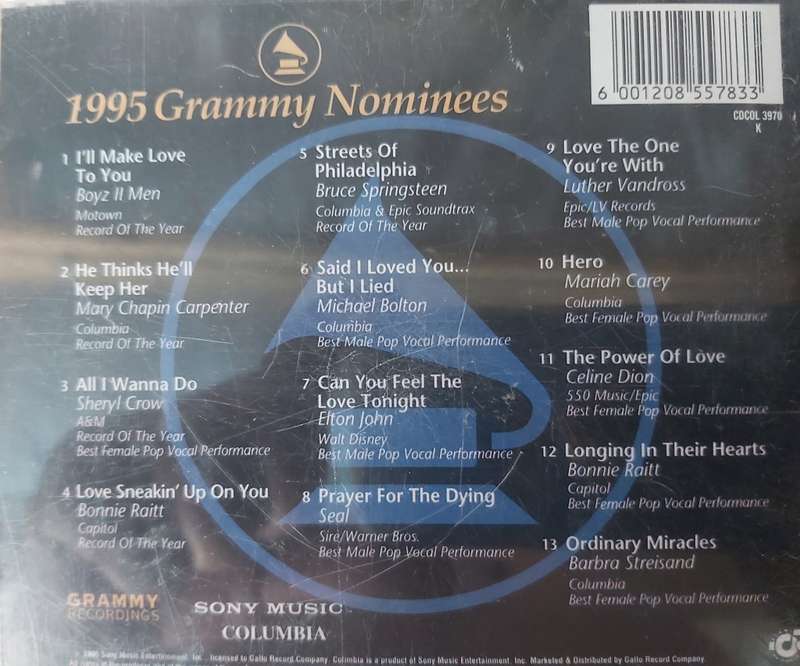 1995 Grammy Nominees
6 001208 557833
CDCOL 3970
K
1 I'll Make Love
To You
Boyz II Men
Motown
Record Of The Year
2 He Thinks He'll
Keep Her
Mary Chapin Carpenter
Columbia
Record Of The Year
3 All I Wanna Do
Sheryl Crow
A&M
Record Of The Year
Best Female Pop Vocal Performance
4 Love Sneakin' Up On You
Bonnie Raitt
Capitol
Record Of The Year
5 Streets Of
Philadelphia
Bruce Springsteen
Columbia & Epic Soundtrax
Record Of The Year
6 Said I Loved You...
But I Lied
Michael Bolton
Columbia
Best Male Pop Vocal Performance
7 Can You Feel The
Love Tonight
Elton John
Walt Disney
Best Male Pop Vocal Performance
8 Prayer For The Dying
Seal
Sire/Warner Bros.
Best Male Pop Vocal Performance
9 Love The One
You're With
Luther Vandross
Epic/LV Records
Best Male Pop Vocal Performance
10 Hero
Mariah Carey
Columbia
Best Female Pop Vocal Performance
11 The Power Of Love
Celine Dion
550 Music/Epic
Best Female Pop Vocal Performance
12 Longing In Their Hearts
Bonnie Raitt
Capitol
Best Female Pop Vocal Performance
13 Ordinary Miracles
Barbra Streisand
Columbia
Best Female Pop Vocal Performance
GRAMMY
RECORDINGS
SONY MUSIC
COLUMBIA
1995 Sony Music Entertainment, Inc., licensed to Gallo Record Company. Columbia is a product of Sony Music Entertainment, Inc. Marketed & Distributed by Gallo Record Company.